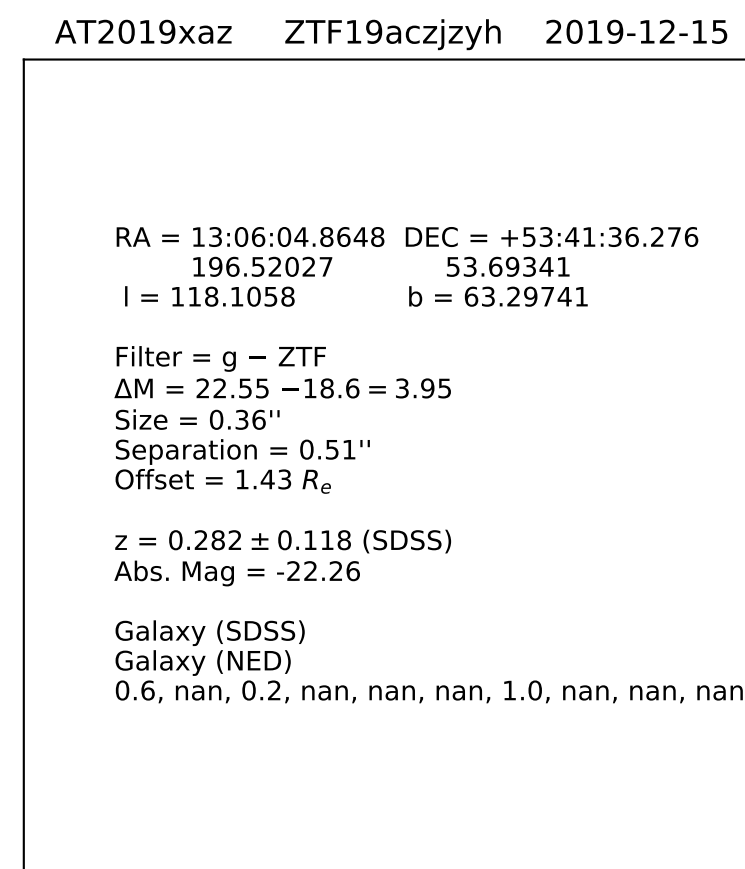 AT2019xaz ZTF19aczjzyh 2019-12-15
RA = 13:06:04.8648 DEC = +53:41:36.276
196.52027 53.69341
l = 118.1058 b = 63.29741
Filter = g − ZTF
ΔM = 22.55 −18.6 = 3.95
Size = 0.36''
Separation = 0.51''
Offset = 1.43 Re
z = 0.282 ± 0.118 (SDSS)
Abs. Mag = -22.26
Galaxy (SDSS)
Galaxy (NED)
0.6, nan, 0.2, nan, nan, nan, 1.0, nan, nan, nan